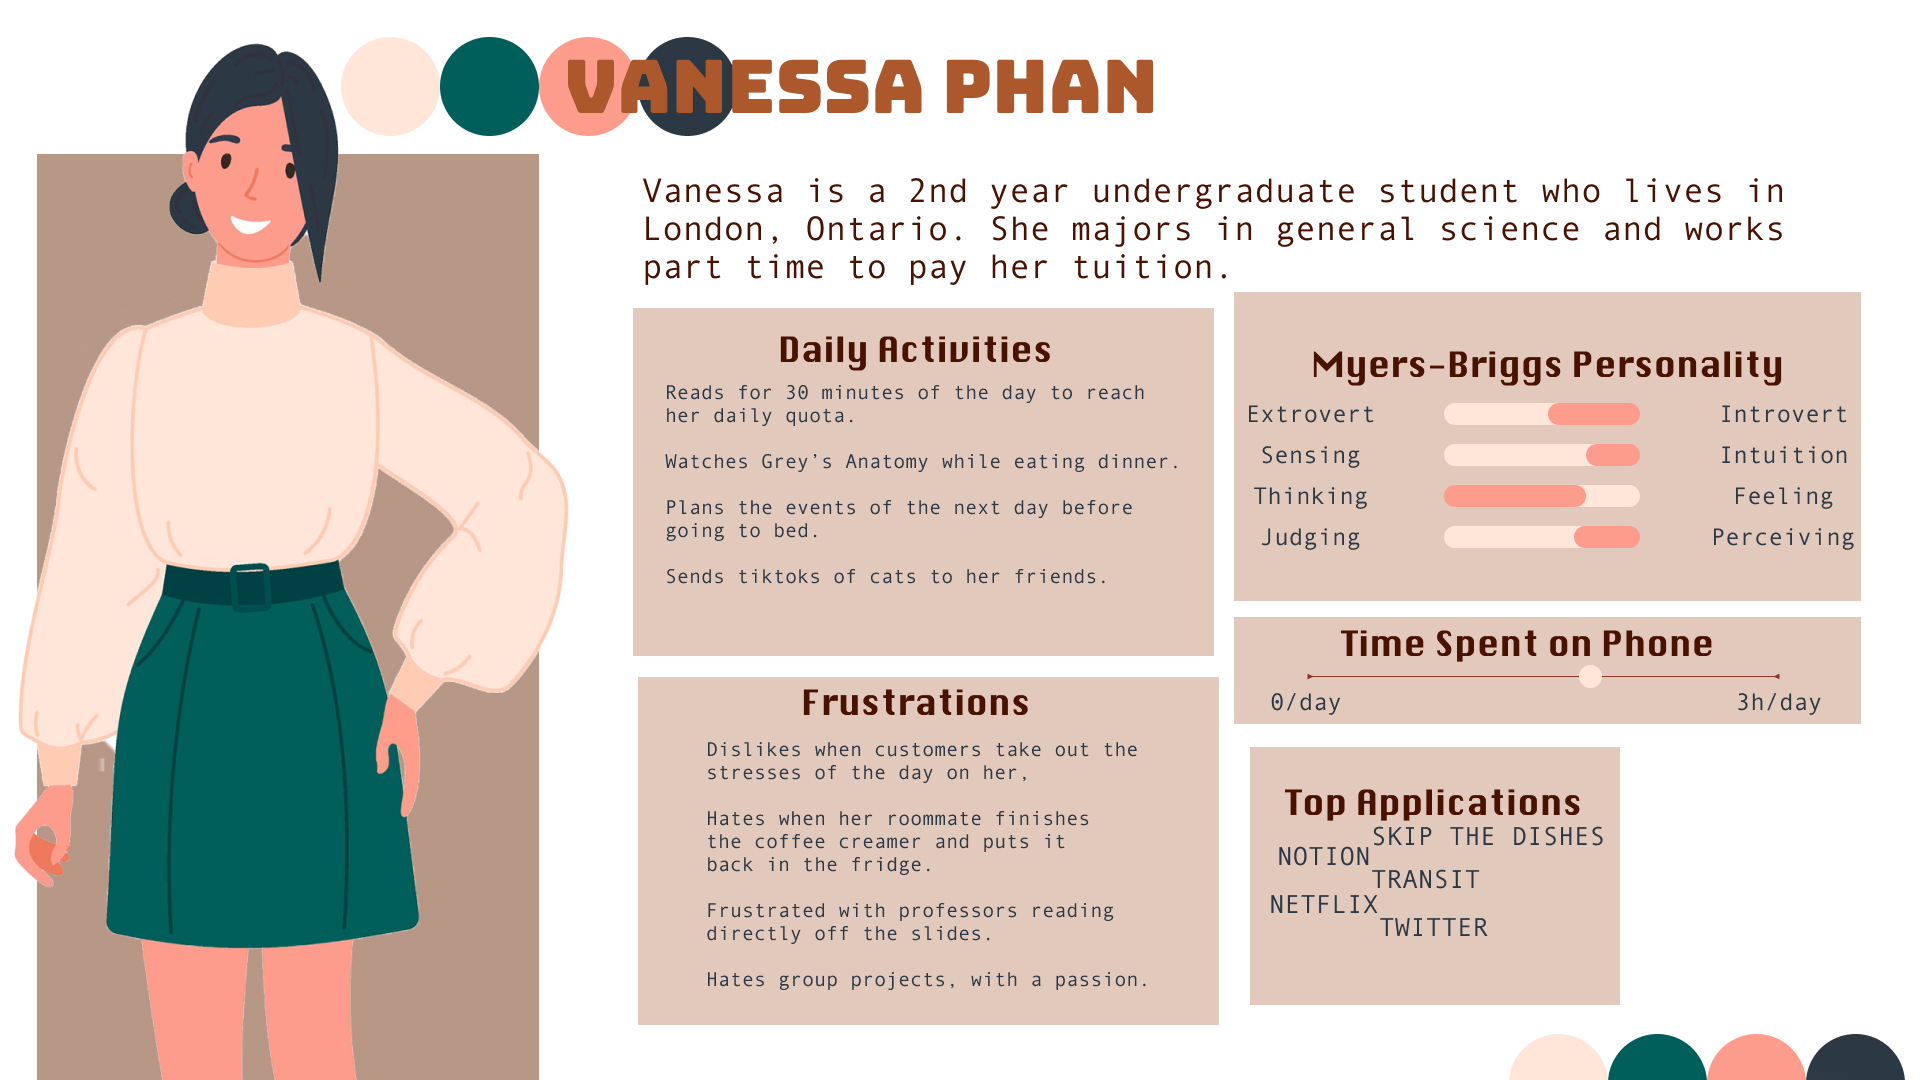 VANESSA PHAN
Vanessa is a 2nd year undergraduate student who lives in
London, Ontario. She majors in general science and works
part time to pay her tuition.
Daily Activities
Reads for 30 minutes of the day to reach
her daily quota.
Watches Grey’s Anatomy while eating dinner.
Plans the events of the next day before
going to bed.
Sends tiktoks of cats to her friends.
Frustrations
Dislikes when customers take out the
stresses of the day on her,
Hates when her roommate finishes
the coffee creamer and puts it
back in the fridge.
Frustrated with professors reading
directly off the slides.
Hates group projects, with a passion.
Myers-Briggs Personality
Extrovert Introvert
Sensing Intuition
Thinking Feeling
Judging Perceiving
Time Spent on Phone
0/day 3h/day
Top Applications
SKIP THE DISHES
NOTION
TRANSIT
NETFLIX
TWITTER